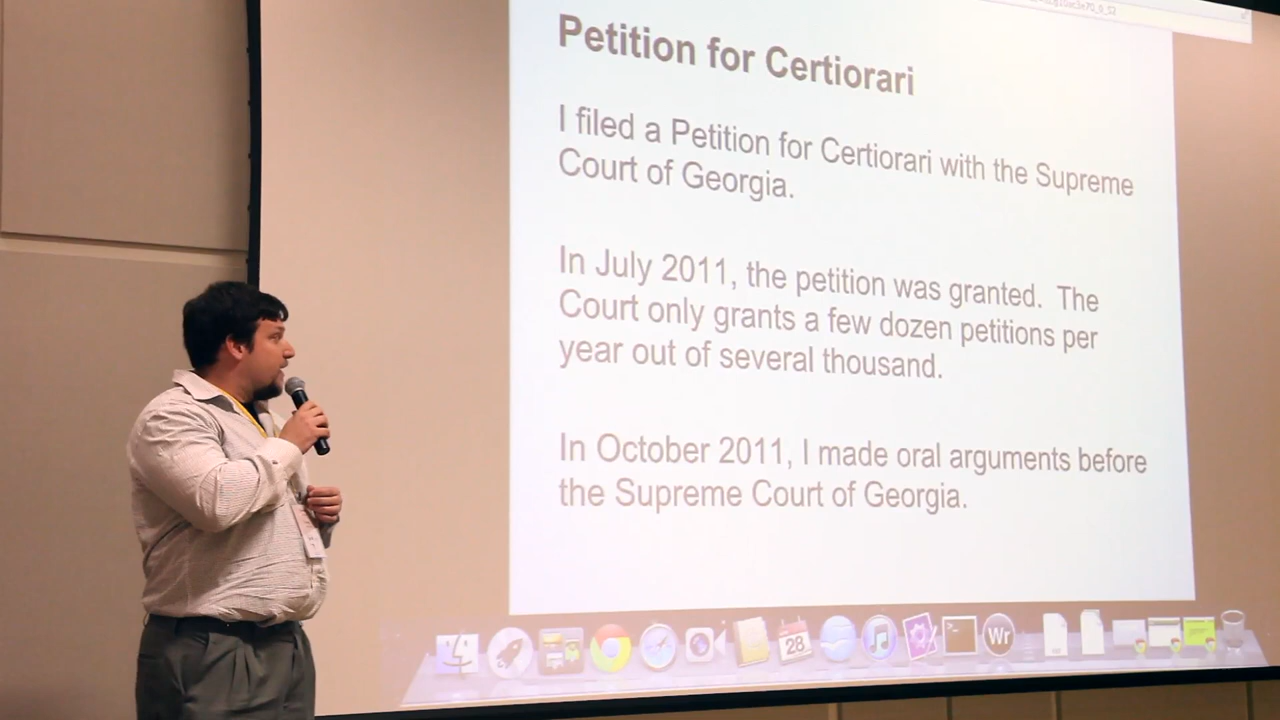 Petition for Certiorari
I filed a Petition for Certiorari with the Supreme
Court of Georgia.
In July 2011, the petition was granted. The
Court only grants a few dozen petitions per
year out of several thousand.
In October 2011, I made oral arguments before
the Supreme Court of Georgia.
28
Wr